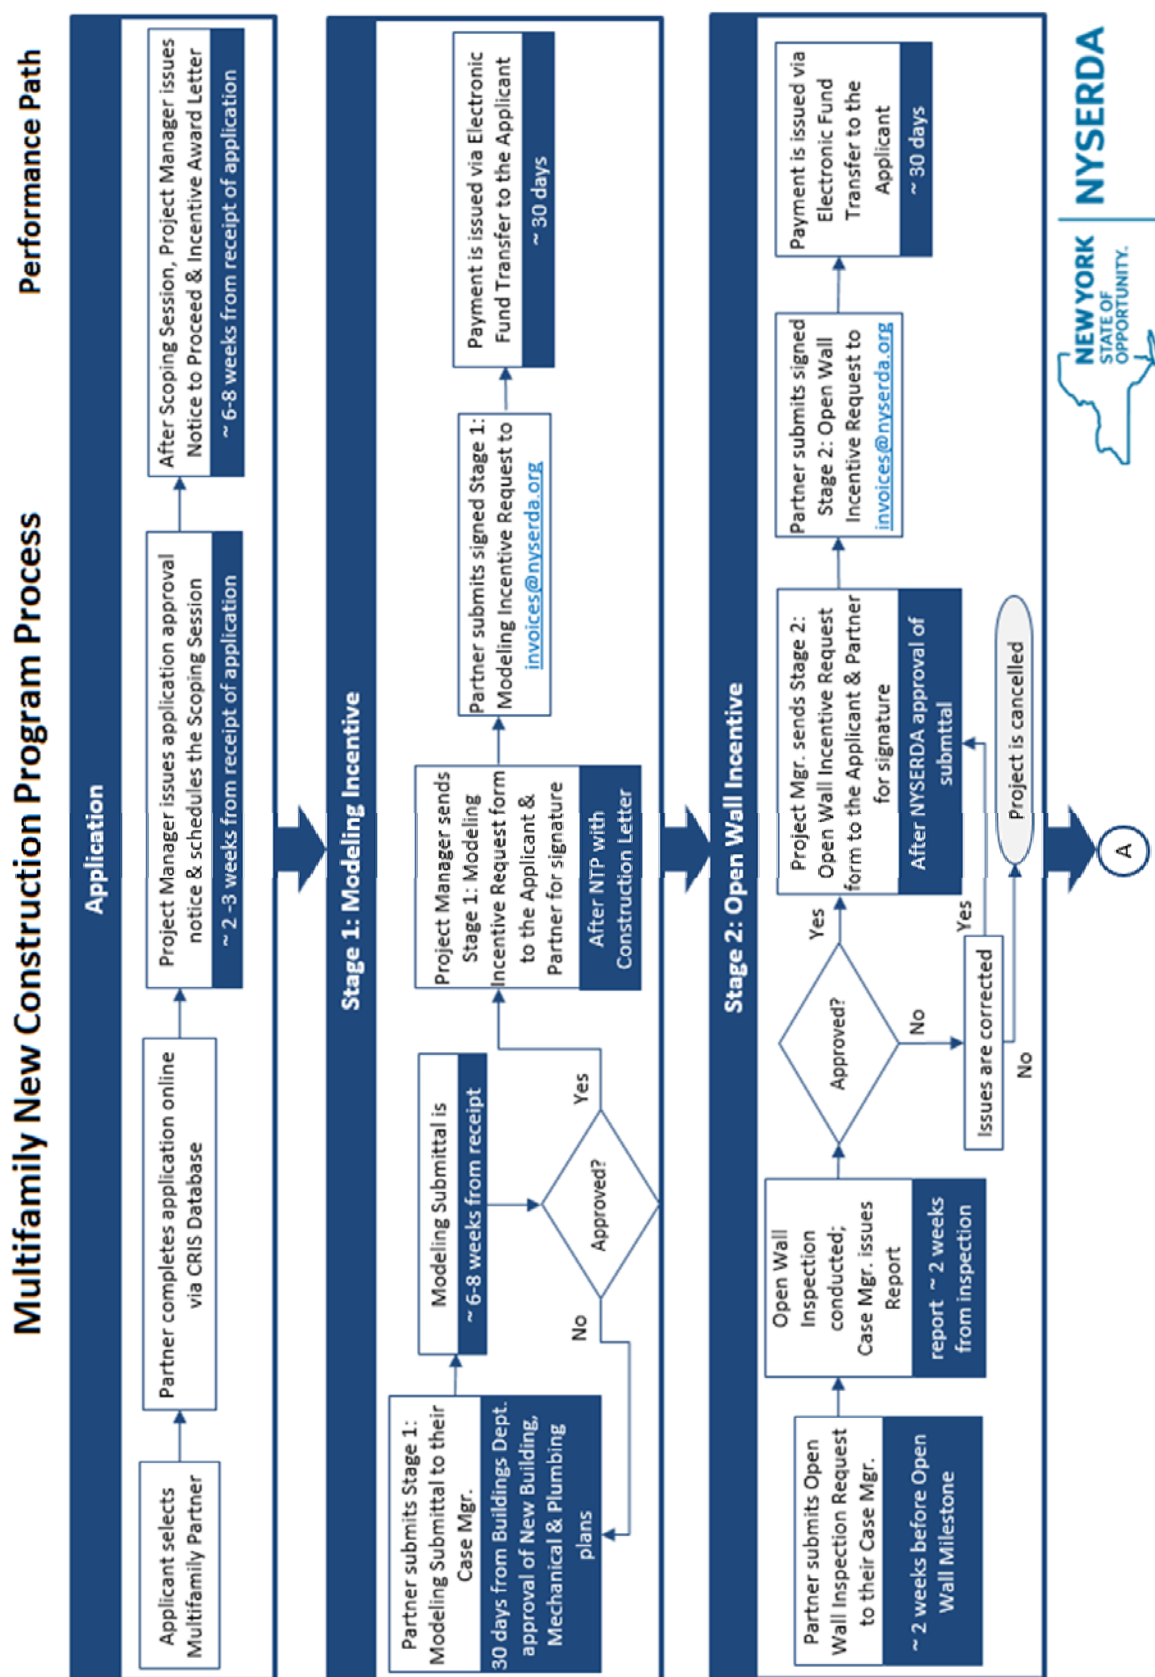 Multifamily New Construction Program Process
Performance Path
Application
Applicant selects
Multifamily Partner
Partner completes application online
via CRIS Database
Project Manager issues application approval
notice & schedules the Scoping Session
~ 2 -3 weeks from receipt of application
After Scoping Session, Project Manager issues
Notice to Proceed & Incentive Award Letter
~ 6-8 weeks from receipt of application
Stage 1: Modeling Incentive
Partner submits Stage 1:
Modeling Submittal to their
Case Mgr.
30 days from Buildings Dept.
approval of New Building,
Mechanical & Plumbing
plans
Modeling Submittal is
~ 6-8 weeks from receipt
Approved?
No
Yes
Project Manager sends
Stage 1: Modeling
Incentive Request form
to the Applicant &
Partner for signature
After NTP with
Construction Letter
Partner submits signed Stage 1:
Modeling Incentive Request to
invoices@nyserda.org
Payment is issued via Electronic
Fund Transfer to the Applicant
~ 30 days
Stage 2: Open Wall Incentive
Partner submits Open
Wall Inspection Request
to their Case Mgr.
~ 2 weeks before Open
Wall Milestone
Open Wall
Inspection
conducted;
Case Mgr. issues
Report
report ~ 2 weeks
from inspection
Approved?
Yes
No
Issues are corrected
Yes
No
Project is cancelled
Project Mgr. sends Stage 2:
Open Wall Incentive Request
form to the Applicant & Partner
for signature
After NYSERDA approval of
submttal
Partner submits signed
Stage 2: Open Wall
Incentive Request to
invoices@nyserda.org
Payment is issued via
Electronic Fund
Transfer to the
Applicant
~ 30 days
A
NEW YORK
STATE OF
OPPORTUNITY.
NYSERDA